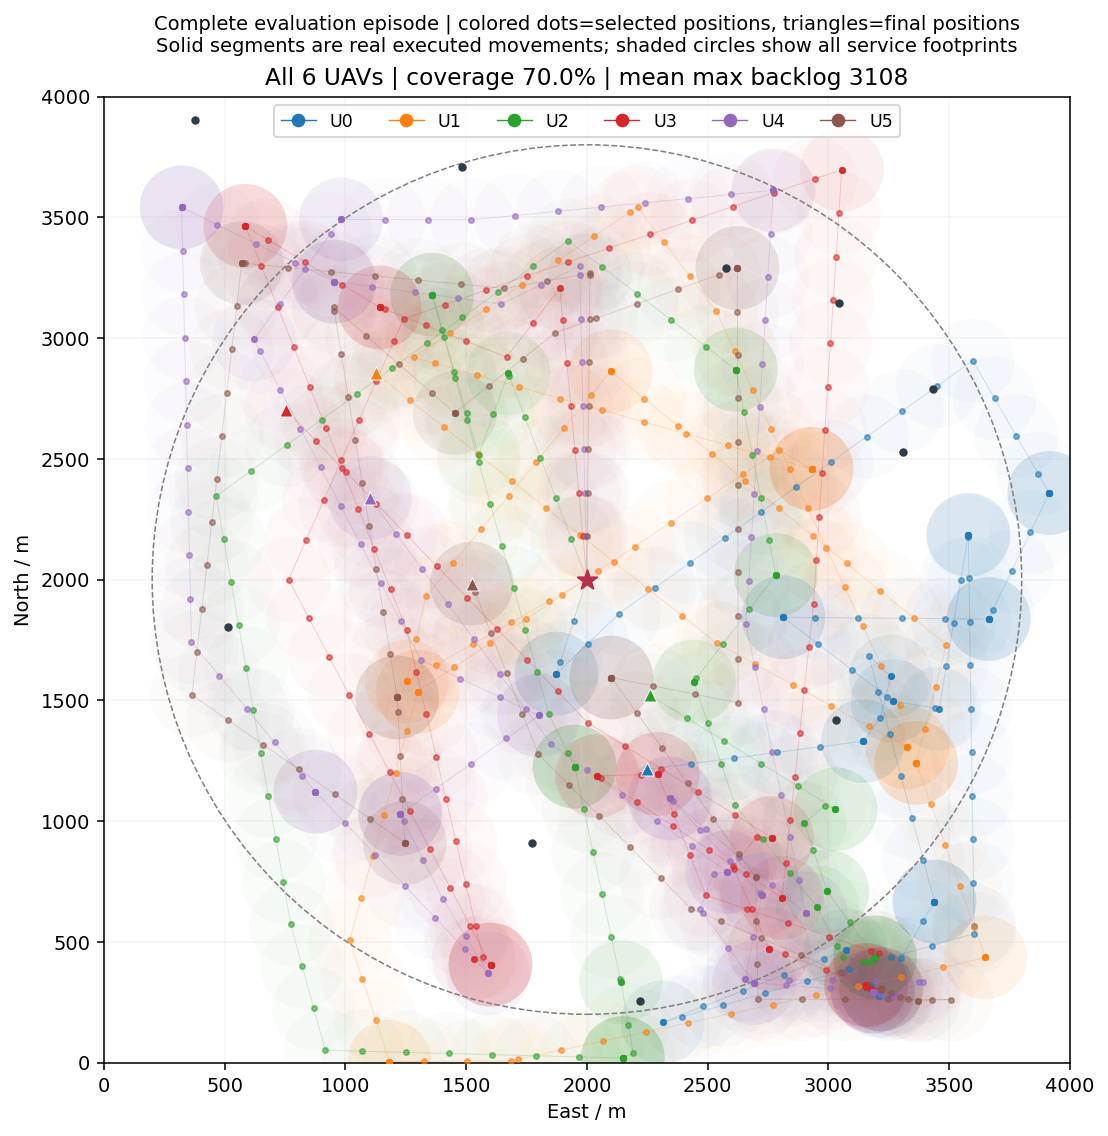 Complete evaluation episode | colored dots=selected positions, triangles=final positions
Solid segments are real executed movements; shaded circles show all service footprints
All 6 UAVs | coverage 70.0% | mean max backlog 3108
U0 U1 U2 U3 U4 U5
4000
3500
3000
2500
2000
1500
1000
500
0
North / m
0 500 1000 1500 2000 2500 3000 3500 4000
East / m